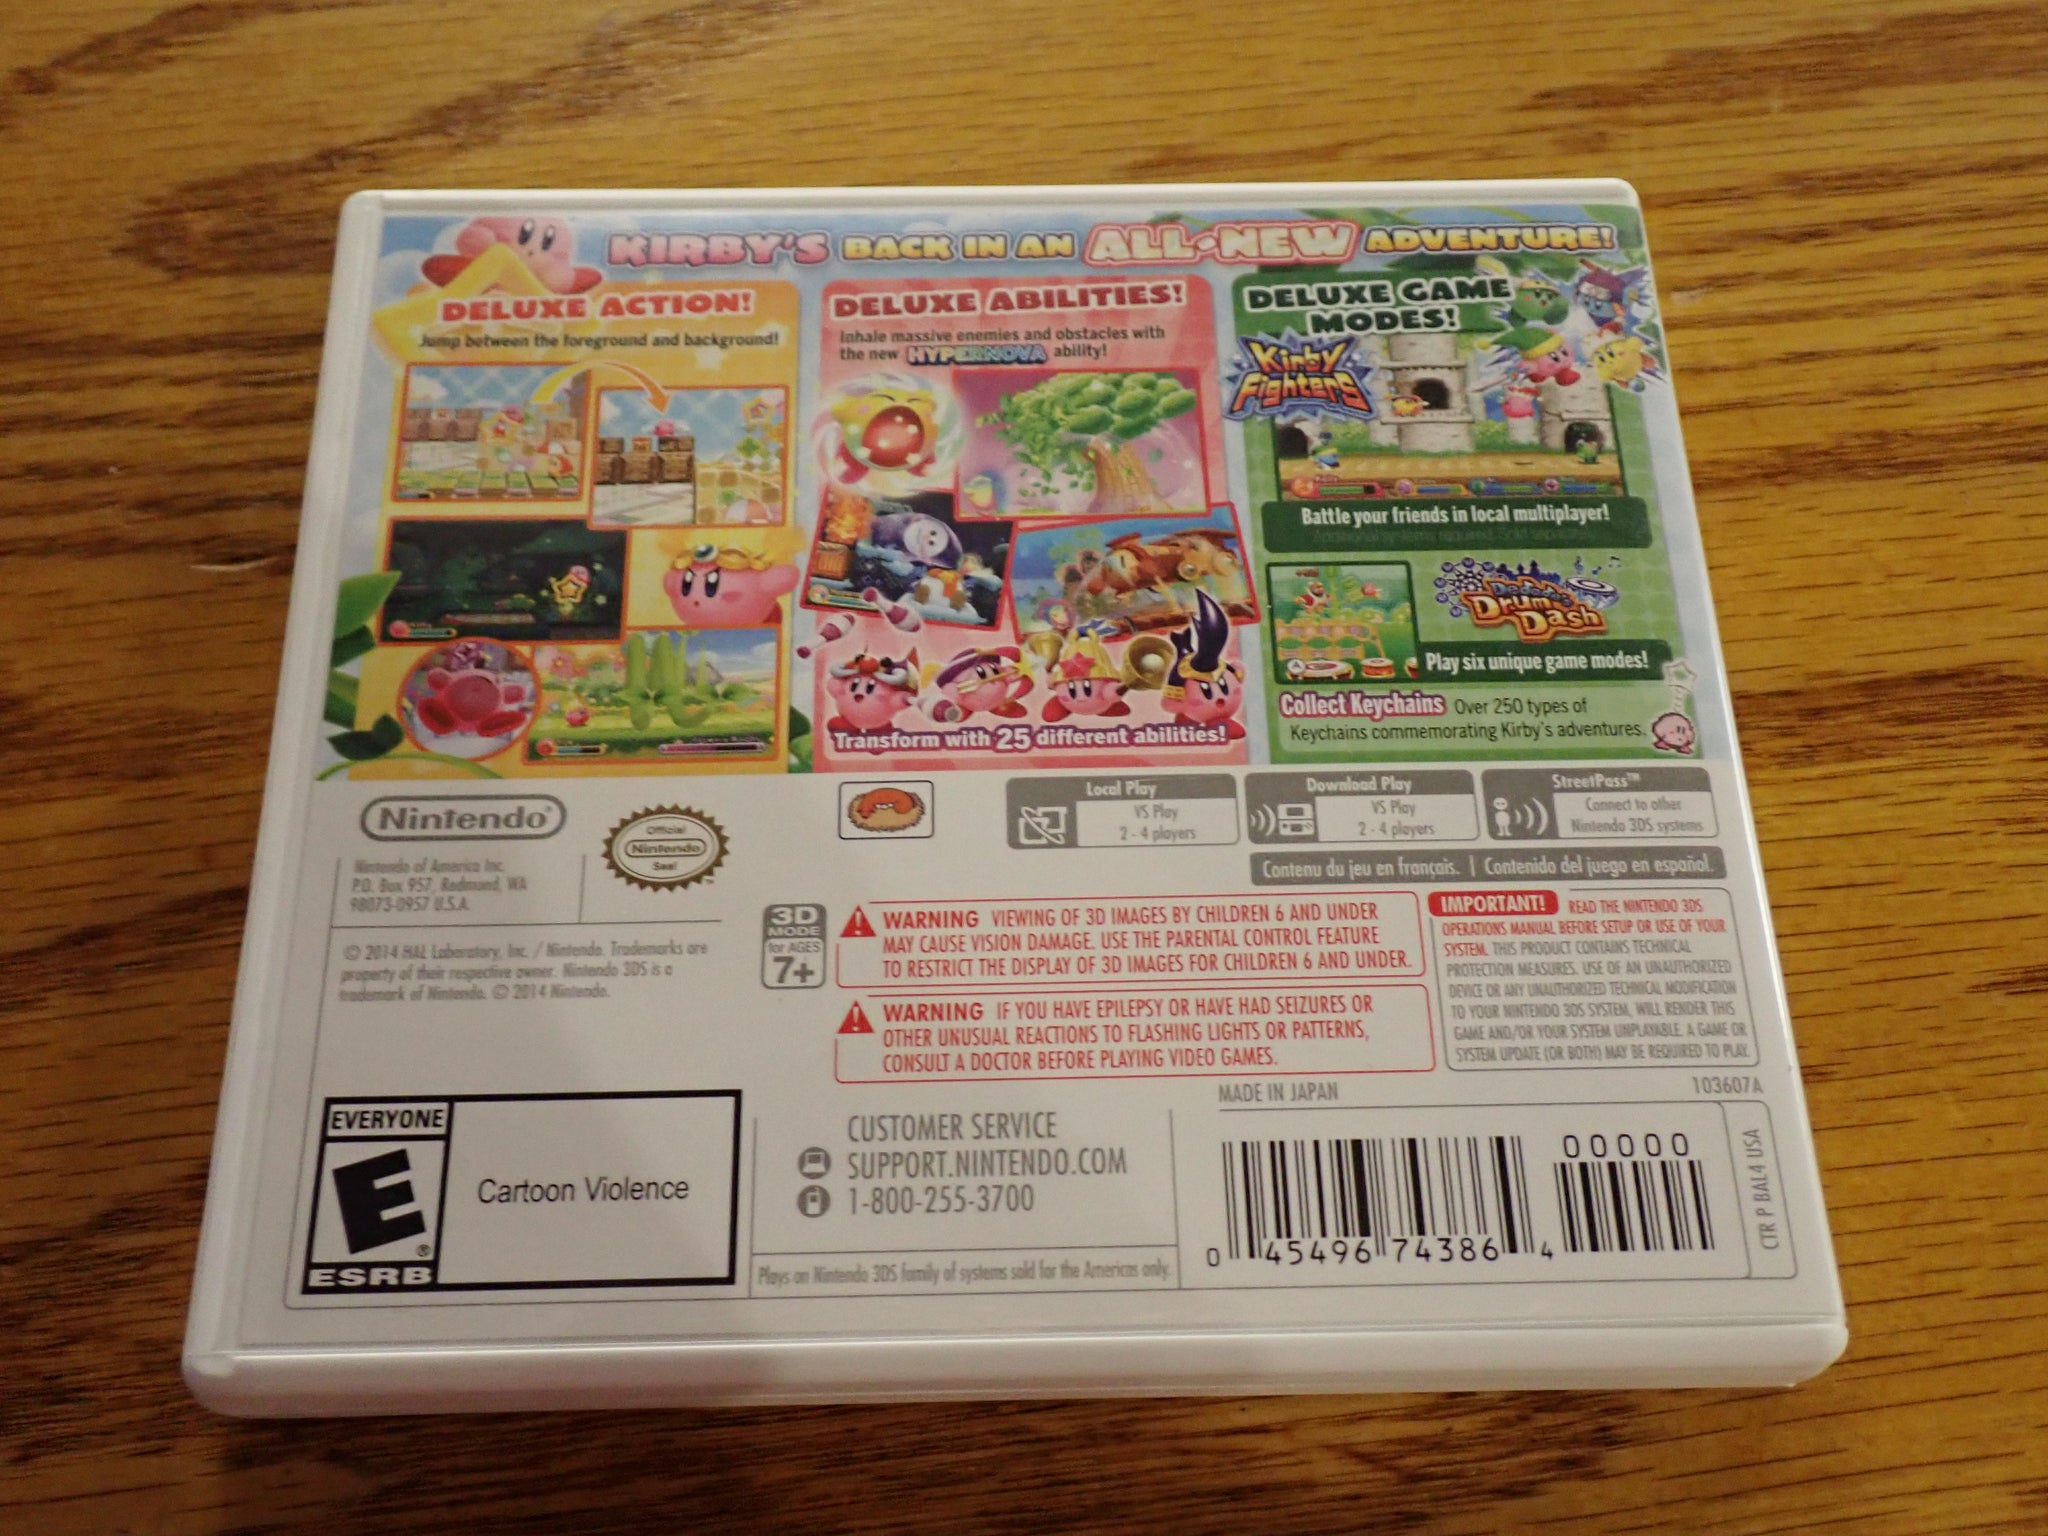 KIRBY'S BACK IN AN ALL-NEW ADVENTURE!
DELUXE ACTION!
Jump between the foreground and background!
DELUXE ABILITIES!
Inhale massive enemies and obstacles with
the new HYPERNOVA ability!
Transform with 25 different abilities!
DELUXE GAME
MODES!
Kirby
Fighters
Battle your friends in local multiplayer!
Additional systems required. Sold separately.
Dedede's
Drum
Dash
Play six unique game modes!
Collect Keychains Over 250 types of
Keychains commemorating Kirby's adventures.
Nintendo®
Official
Nintendo
Seal
Local Play
VS Play
2 - 4 players
Download Play
VS Play
2 - 4 players
StreetPass™
Connect to other
Nintendo 3DS systems
Contenu du jeu en français. | Contenido del juego en español.
Nintendo of America Inc.
P.O. Box 957, Redmond, WA
98073-0957 U.S.A.
© 2014 HAL Laboratory, Inc. / Nintendo. Trademarks are
property of their respective owner. Nintendo 3DS is a
trademark of Nintendo. © 2014 Nintendo.
3D
MODE
for AGES
7+
WARNING VIEWING OF 3D IMAGES BY CHILDREN 6 AND UNDER
MAY CAUSE VISION DAMAGE. USE THE PARENTAL CONTROL FEATURE
TO RESTRICT THE DISPLAY OF 3D IMAGES FOR CHILDREN 6 AND UNDER.
WARNING IF YOU HAVE EPILEPSY OR HAVE HAD SEIZURES OR
OTHER UNUSUAL REACTIONS TO FLASHING LIGHTS OR PATTERNS,
CONSULT A DOCTOR BEFORE PLAYING VIDEO GAMES.
IMPORTANT! READ THE NINTENDO 3DS
OPERATIONS MANUAL BEFORE SETUP OR USE OF YOUR
SYSTEM. THIS PRODUCT CONTAINS TECHNICAL
PROTECTION MEASURES. USE OF AN UNAUTHORIZED
DEVICE OR ANY UNAUTHORIZED TECHNICAL MODIFICATION
TO YOUR NINTENDO 3DS SYSTEM, WILL RENDER THIS
GAME AND/OR YOUR SYSTEM UNPLAYABLE. A GAME OR
SYSTEM UPDATE (OR BOTH) MAY BE REQUIRED TO PLAY.
MADE IN JAPAN
103607A
EVERYONE
E®
ESRB
Cartoon Violence
CUSTOMER SERVICE
SUPPORT.NINTENDO.COM
1-800-255-3700
Plays on Nintendo 3DS family of systems sold for the Americas only.
00000
0 45496 74386 4
CTR P BAL4 USA